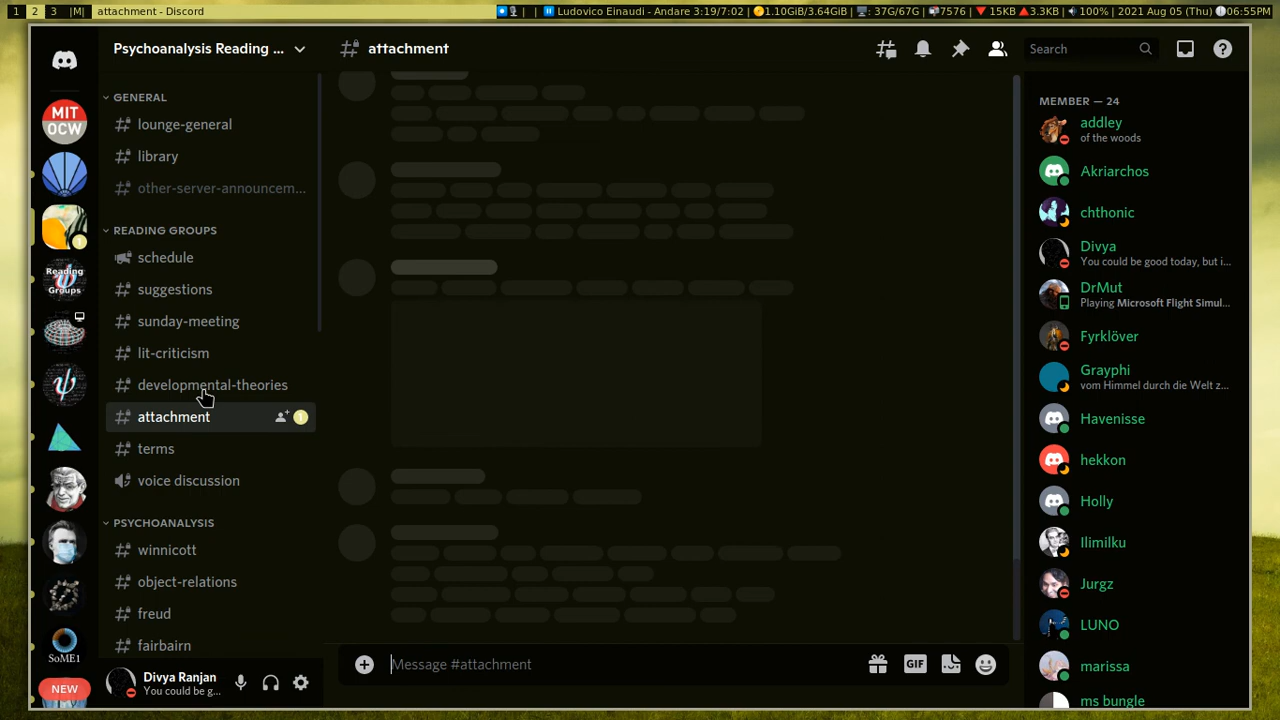 1 2 3 |M| attachment - Discord
Ludovico Einaudi - Andare 3:19/7:02 1.10GiB/3.64GiB 37G/67G 7576 15KB 3.3KB 100% 2021 Aug 05 (Thu) 06:55PM
Psychoanalysis Reading ...
attachment
Search
GENERAL
lounge-general
library
other-server-announcem...
READING GROUPS
schedule
suggestions
sunday-meeting
lit-criticism
developmental-theories
attachment 1
terms
voice discussion
PSYCHOANALYSIS
winnicott
object-relations
freud
fairbairn
MIT
OCW
1
Reading
Groups
SoME1
NEW
Divya Ranjan
You could be g...
Message #attachment
GIF
MEMBER — 24
addley
of the woods
Akriarchos
chthonic
Divya
You could be good today, but i...
DrMut
Playing Microsoft Flight Simul...
Fyrklöver
Grayphi
vom Himmel durch die Welt z...
Havenisse
hekkon
Holly
Ilimilku
Jurgz
LUNO
marissa
ms bungle